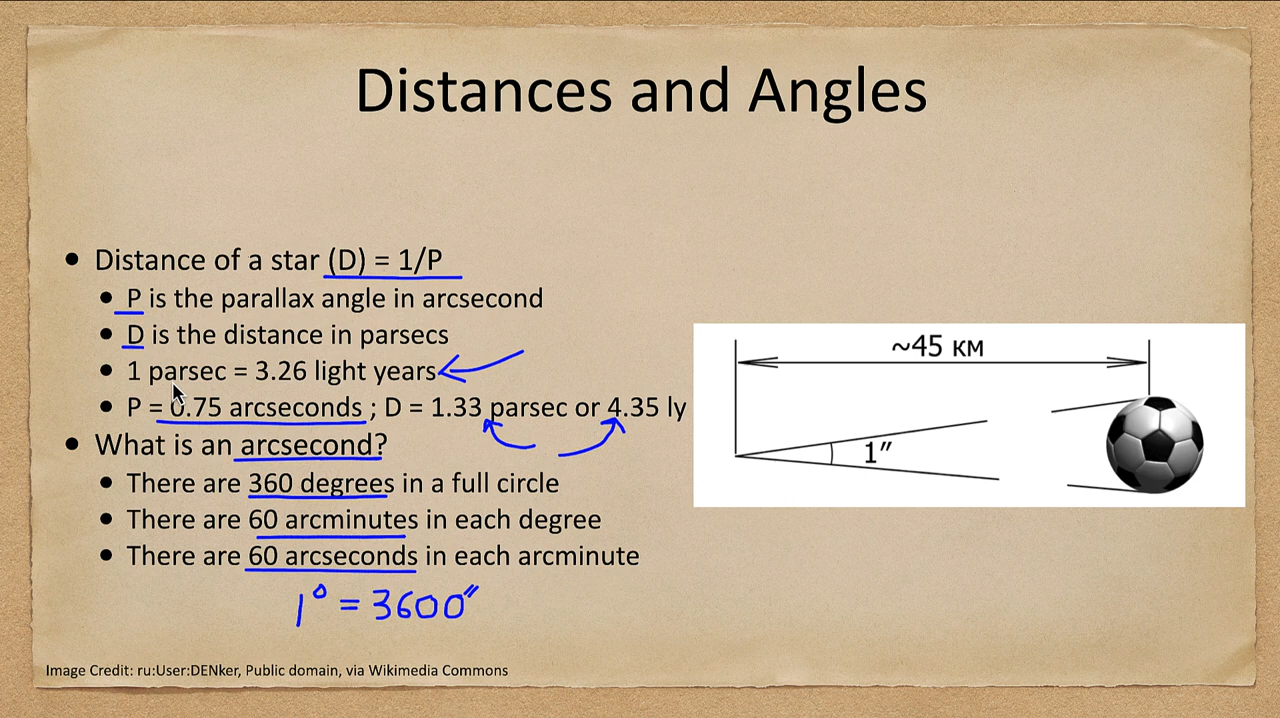 Distances and Angles
• Distance of a star (D) = 1/P
• P is the parallax angle in arcsecond
• D is the distance in parsecs
• 1 parsec = 3.26 light years
• P = 0.75 arcseconds ; D = 1.33 parsec or 4.35 ly
• What is an arcsecond?
• There are 360 degrees in a full circle
• There are 60 arcminutes in each degree
• There are 60 arcseconds in each arcminute
1° = 3600″
~45 км
1″
Image Credit: ru:User:DENker, Public domain, via Wikimedia Commons